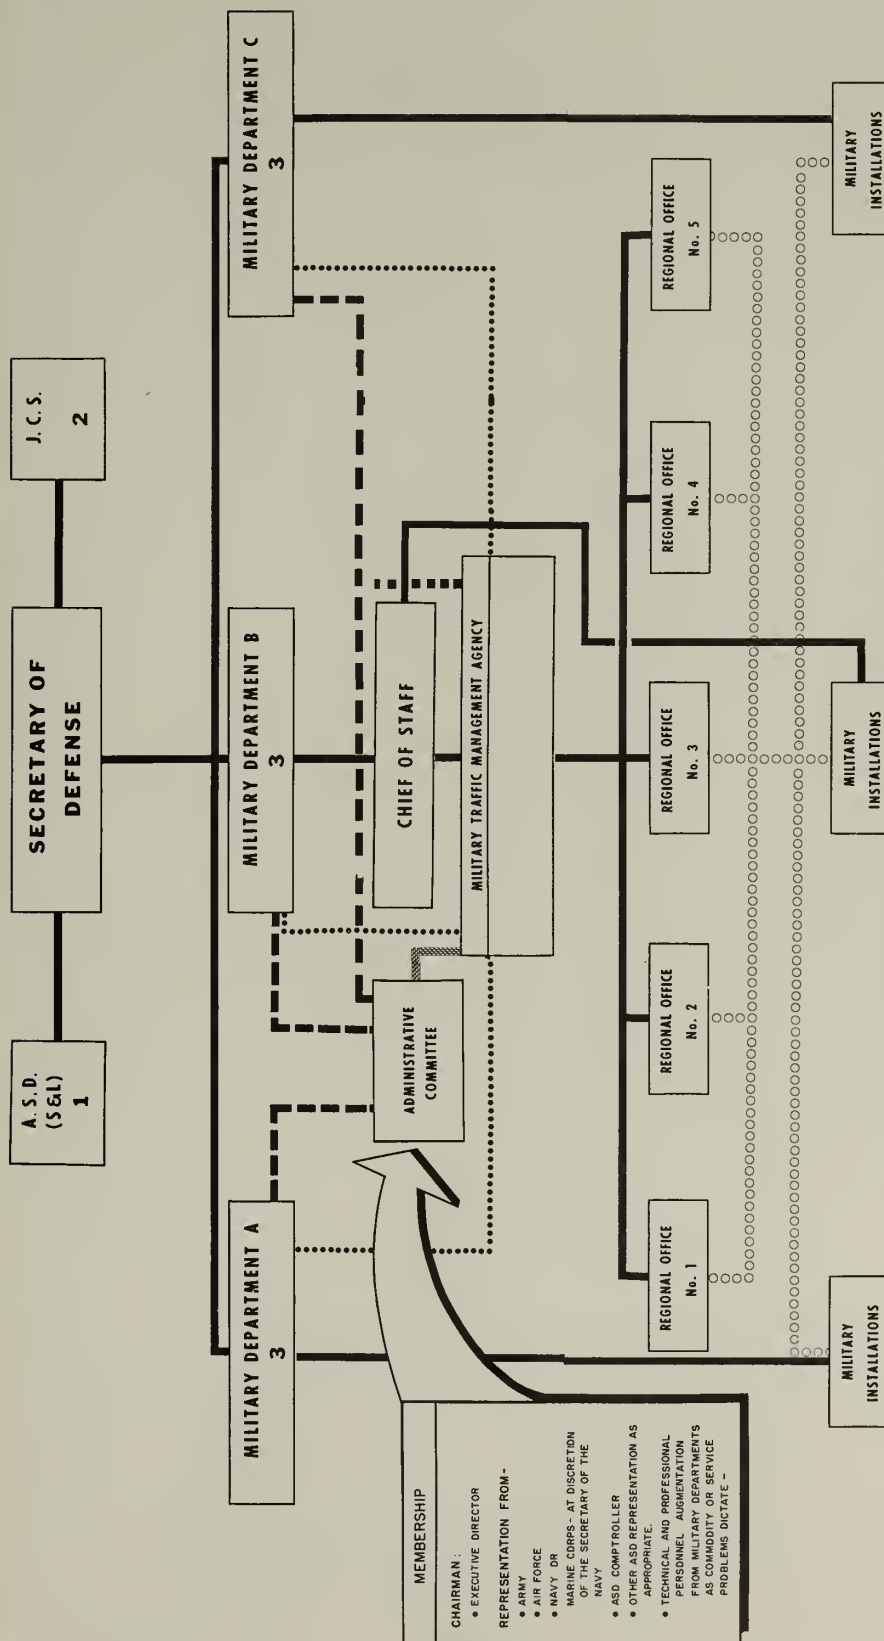 SECRETARY OF
DEFENSE
A. S. D.
(S&L)
1
J. C. S.
2
MILITARY DEPARTMENT A
3
MILITARY DEPARTMENT B
3
MILITARY DEPARTMENT C
3
ADMINISTRATIVE
COMMITTEE
CHIEF OF STAFF
MILITARY TRAFFIC MANAGEMENT AGENCY
MEMBERSHIP
CHAIRMAN:
• EXECUTIVE DIRECTOR
REPRESENTATION FROM-
• ARMY
• AIR FORCE
• NAVY OR
MARINE CORPS - AT DISCRETION
OF THE SECRETARY OF THE
NAVY
• ASD COMPTROLLER
• OTHER ASD REPRESENTATION AS
APPROPRIATE.
• TECHNICAL AND PROFESSIONAL
PERSONNEL AUGMENTATION
FROM MILITARY DEPARTMENTS
AS COMMODITY OR SERVICE
PROBLEMS DICTATE -
REGIONAL OFFICE
No. 1
REGIONAL OFFICE
No. 2
REGIONAL OFFICE
No. 3
REGIONAL OFFICE
No. 4
REGIONAL OFFICE
No. 5
MILITARY
INSTALLATIONS
MILITARY
INSTALLATIONS
MILITARY
INSTALLATIONS